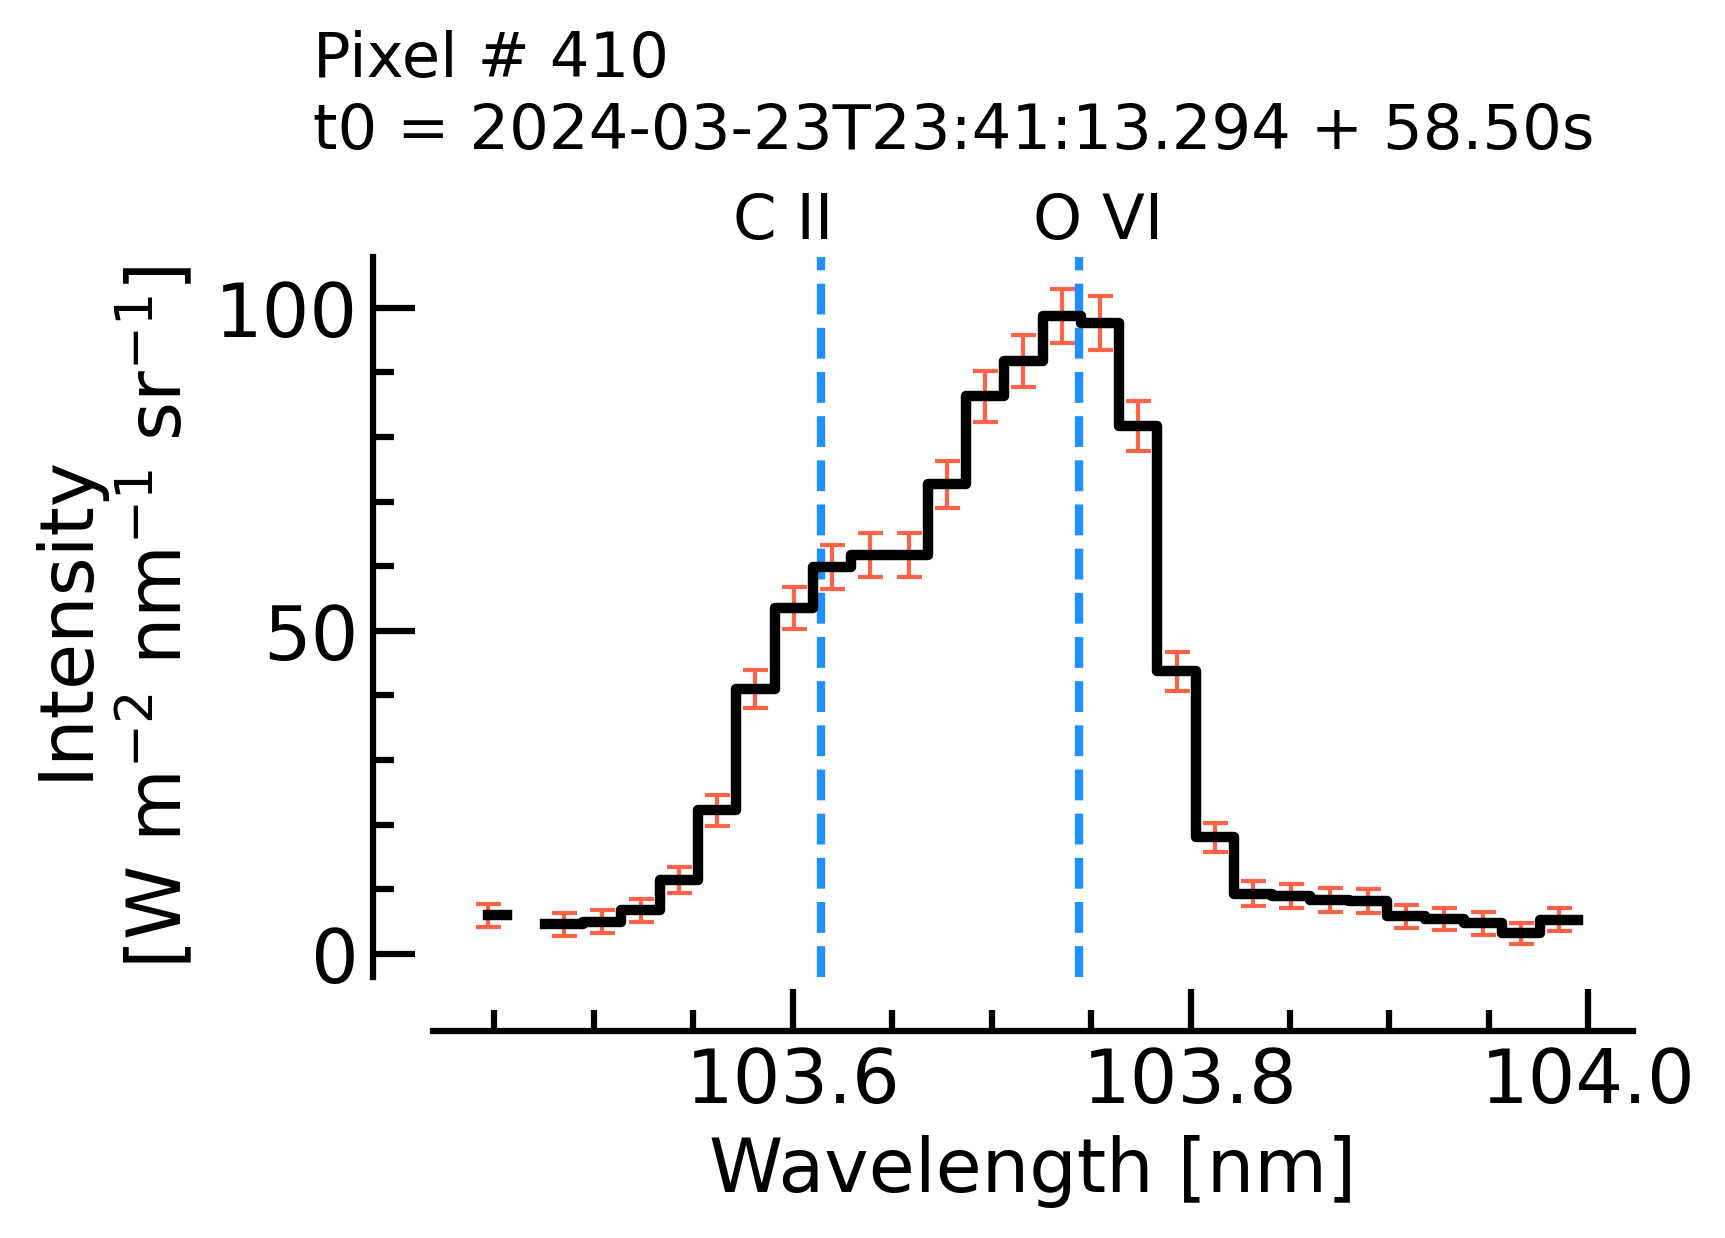 Pixel # 410
t0 = 2024-03-23T23:41:13.294 + 58.50s
C II
O VI
Intensity
[W m⁻² nm⁻¹ sr⁻¹]
100
50
0
103.6
103.8
104.0
Wavelength [nm]